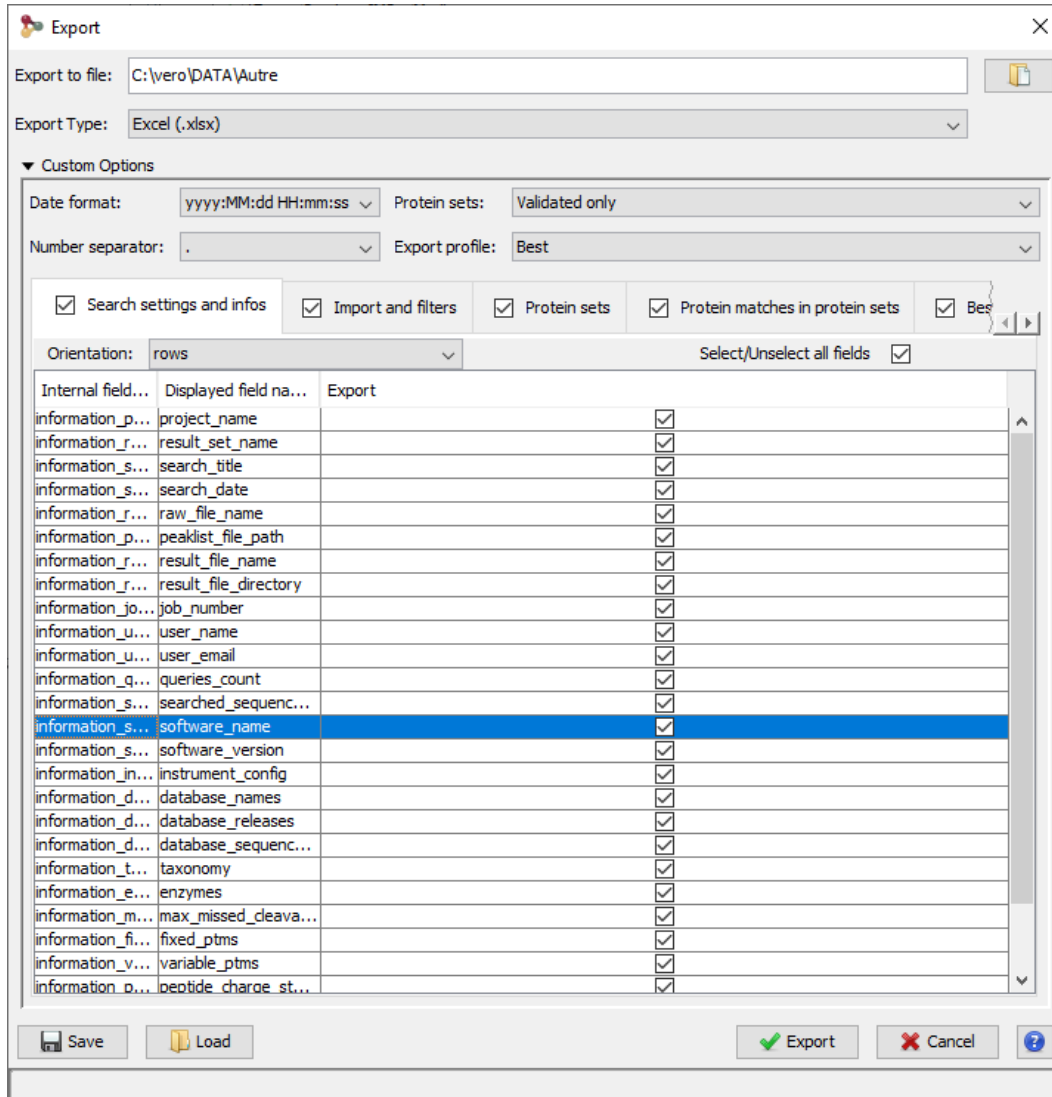 Export
Export to file: C:\vero\DATA\Autre
Export Type: Excel (.xlsx)
Custom Options
Date format: yyyy:MM:dd HH:mm:ss Protein sets: Validated only
Number separator: . Export profile: Best
Search settings and infos Import and filters Protein sets Protein matches in protein sets Bes
Orientation: rows Select/Unselect all fields
Internal field... Displayed field na... Export
information_p... project_name
information_r... result_set_name
information_s... search_title
information_s... search_date
information_r... raw_file_name
information_p... peaklist_file_path
information_r... result_file_name
information_r... result_file_directory
information_jo... job_number
information_u... user_name
information_u... user_email
information_q... queries_count
information_s... searched_sequenc...
information_s... software_name
information_s... software_version
information_in... instrument_config
information_d... database_names
information_d... database_releases
information_d... database_sequenc...
information_t... taxonomy
information_e... enzymes
information_m... max_missed_cleava...
information_fi... fixed_ptms
information_v... variable_ptms
information_p... peptide_charge_st...
Save Load Export Cancel ?